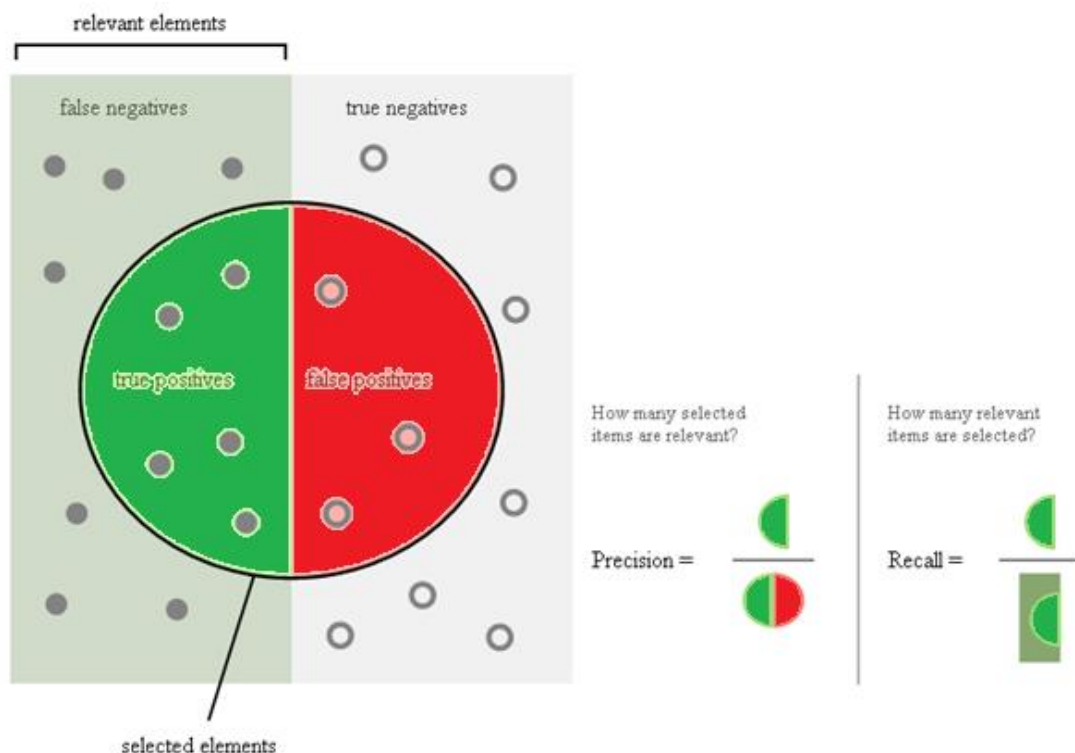 relevant elements
false negatives
true negatives
true positives
false positives
selected elements
How many selected
items are relevant?
Precision =
How many relevant
items are selected?
Recall =